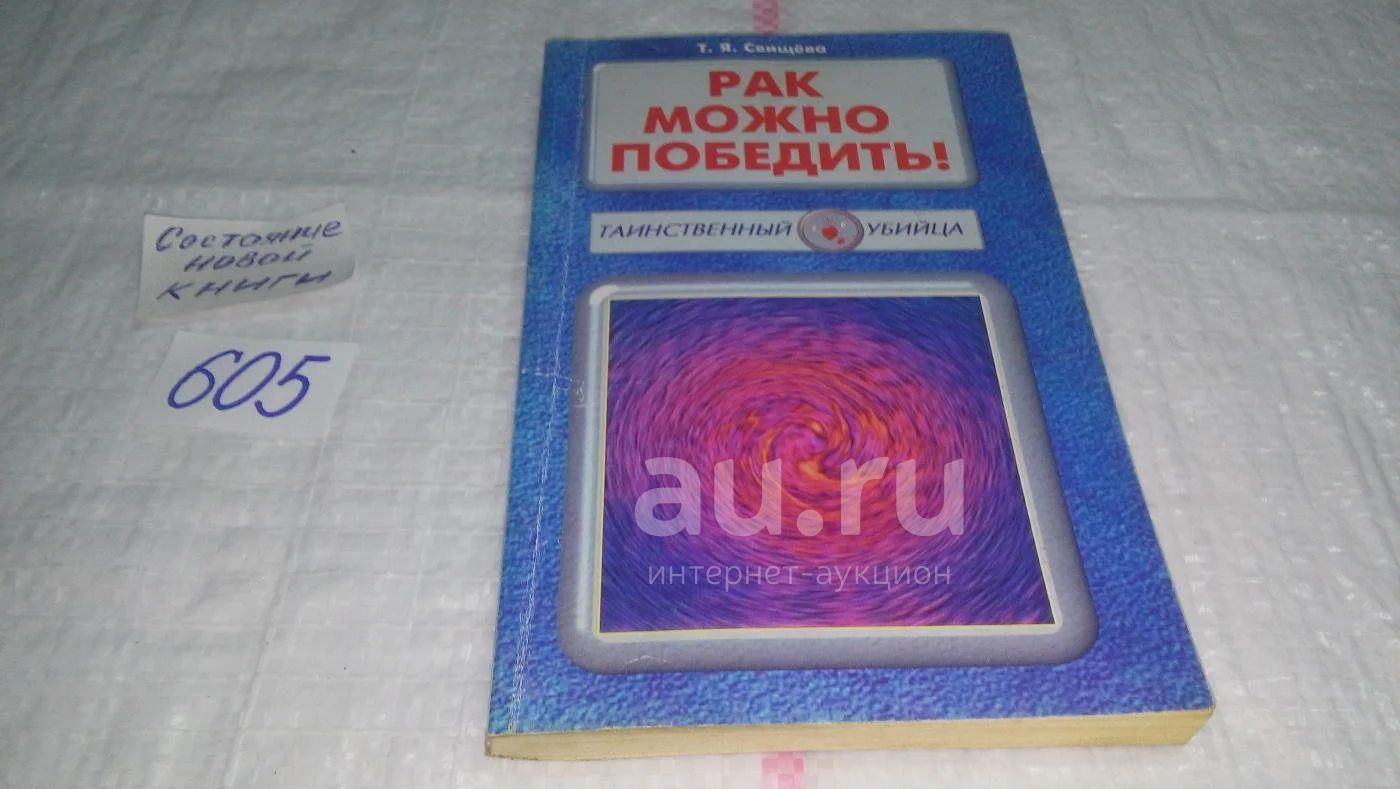 Т. Я. Свищёва
РАК
МОЖНО
ПОБЕДИТЬ!
ТАИНСТВЕННЫЙ УБИЙЦА
Состояние
новой
книги
605
au.ru
интернет-аукцион